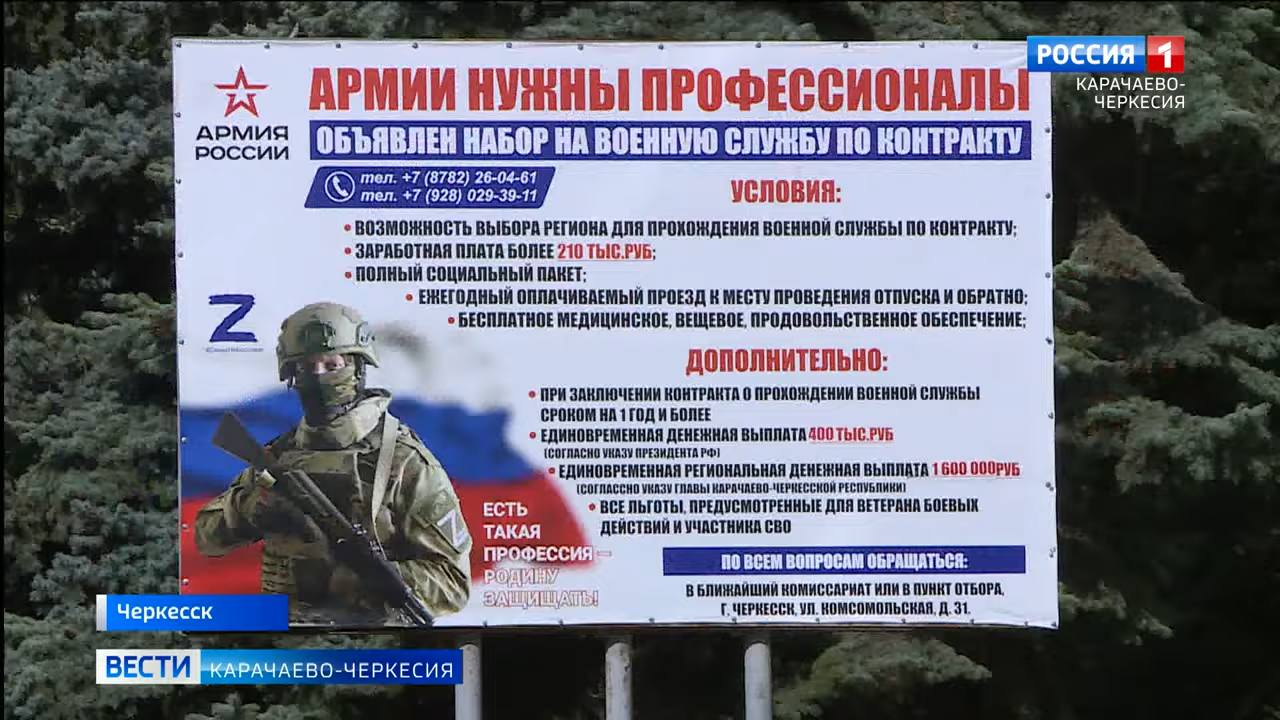 РОССИЯ 1
КАРАЧАЕВО-
ЧЕРКЕСИЯ
АРМИЯ
РОССИИ
АРМИИ НУЖНЫ ПРОФЕССИОНАЛЫ
ОБЪЯВЛЕН НАБОР НА ВОЕННУЮ СЛУЖБУ ПО КОНТРАКТУ
тел. +7 (8782) 26-04-61
тел. +7 (928) 029-39-11
УСЛОВИЯ:
• ВОЗМОЖНОСТЬ ВЫБОРА РЕГИОНА ДЛЯ ПРОХОЖДЕНИЯ ВОЕННОЙ СЛУЖБЫ ПО КОНТРАКТУ;
• ЗАРАБОТНАЯ ПЛАТА БОЛЕЕ 210 ТЫС.РУБ;
• ПОЛНЫЙ СОЦИАЛЬНЫЙ ПАКЕТ;
• ЕЖЕГОДНЫЙ ОПЛАЧИВАЕМЫЙ ПРОЕЗД К МЕСТУ ПРОВЕДЕНИЯ ОТПУСКА И ОБРАТНО;
• БЕСПЛАТНОЕ МЕДИЦИНСКОЕ, ВЕЩЕВОЕ, ПРОДОВОЛЬСТВЕННОЕ ОБЕСПЕЧЕНИЕ;
Z
ДОПОЛНИТЕЛЬНО:
• ПРИ ЗАКЛЮЧЕНИИ КОНТРАКТА О ПРОХОЖДЕНИИ ВОЕННОЙ СЛУЖБЫ
СРОКОМ НА 1 ГОД И БОЛЕЕ
• ЕДИНОВРЕМЕННАЯ ДЕНЕЖНАЯ ВЫПЛАТА 400 ТЫС.РУБ
(СОГЛАСНО УКАЗУ ПРЕЗИДЕНТА РФ)
• ЕДИНОВРЕМЕННАЯ РЕГИОНАЛЬНАЯ ДЕНЕЖНАЯ ВЫПЛАТА 1 600 000РУБ
(СОГЛАССНО УКАЗУ ГЛАВЫ КАРАЧАЕВО-ЧЕРКЕССКОЙ РЕСПУБЛИКИ)
• ВСЕ ЛЬГОТЫ, ПРЕДУСМОТРЕННЫЕ ДЛЯ ВЕТЕРАНА БОЕВЫХ
ДЕЙСТВИЙ И УЧАСТНИКА СВО
Z
ЕСТЬ
ТАКАЯ
ПРОФЕССИЯ –
РОДИНУ
ЗАЩИЩАТЬ!
ПО ВСЕМ ВОПРОСАМ ОБРАЩАТЬСЯ:
В БЛИЖАЙШИЙ КОМИССАРИАТ ИЛИ В ПУНКТ ОТБОРА,
Г. ЧЕРКЕССК, УЛ. КОМСОМОЛЬСКАЯ, Д. 31.
Черкесск
ВЕСТИ КАРАЧАЕВО-ЧЕРКЕСИЯ